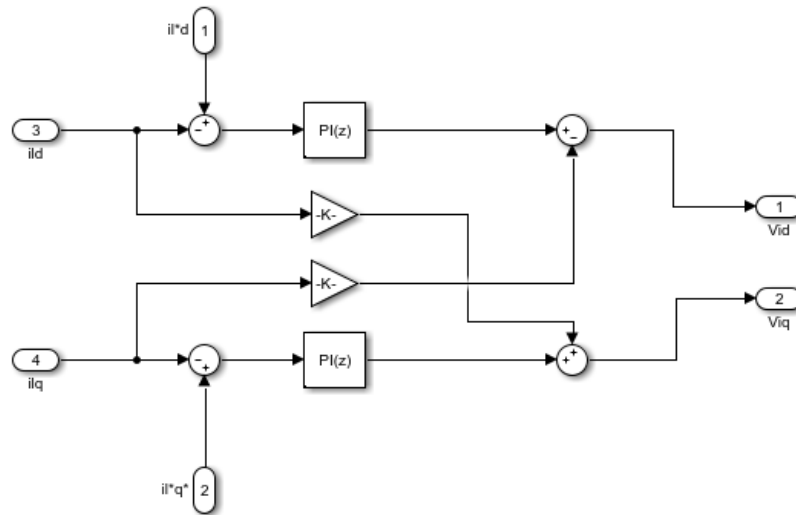 il*d 1
3
ild
PI(z)
-K-
-K-
4
ilq
PI(z)
il*q* 2
1
Vid
2
Viq